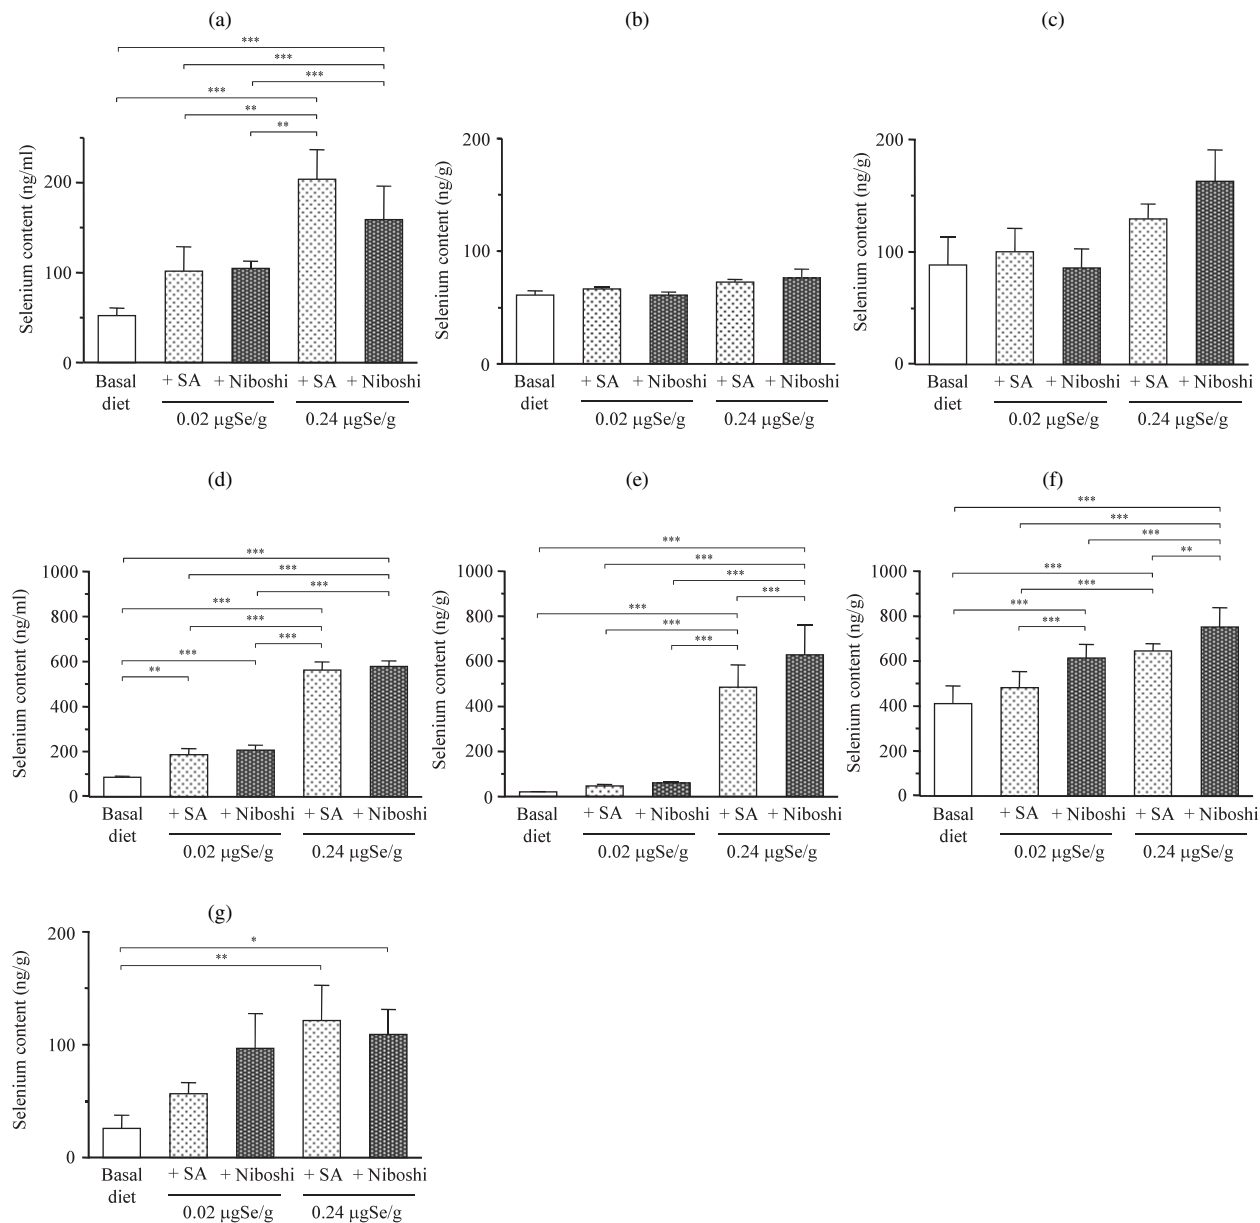 (a)
***
***
***
***
**
**
Selenium content (ng/ml)
200
100
0
Basal diet
+ SA
+ Niboshi
+ SA
+ Niboshi
0.02 μgSe/g
0.24 μgSe/g
(b)
Selenium content (ng/g)
200
200
0
Basal diet
+ SA
+ Niboshi
+ SA
+ Niboshi
0.02 μgSe/g
0.24 μgSe/g
(c)
Selenium content (ng/g)
200
100
0
Basal diet
+ SA
+ Niboshi
+ SA
+ Niboshi
0.02 μgSe/g
0.24 μgSe/g
(d)
***
***
***
***
***
***
***
**
Selenium content (ng/ml)
1000
800
600
400
200
0
Basal diet
+ SA
+ Niboshi
+ SA
+ Niboshi
0.02 μgSe/g
0.24 μgSe/g
(e)
***
***
***
***
***
***
***
Selenium content (ng/g)
1000
800
600
400
200
0
Basal diet
+ SA
+ Niboshi
+ SA
+ Niboshi
0.02 μgSe/g
0.24 μgSe/g
(f)
***
***
***
**
***
***
***
***
Selenium content (ng/g)
1000
800
600
400
200
0
Basal diet
+ SA
+ Niboshi
+ SA
+ Niboshi
0.02 μgSe/g
0.24 μgSe/g
(g)
*
**
Selenium content (ng/g)
200
100
0
Basal diet
+ SA
+ Niboshi
+ SA
+ Niboshi
0.02 μgSe/g
0.24 μgSe/g